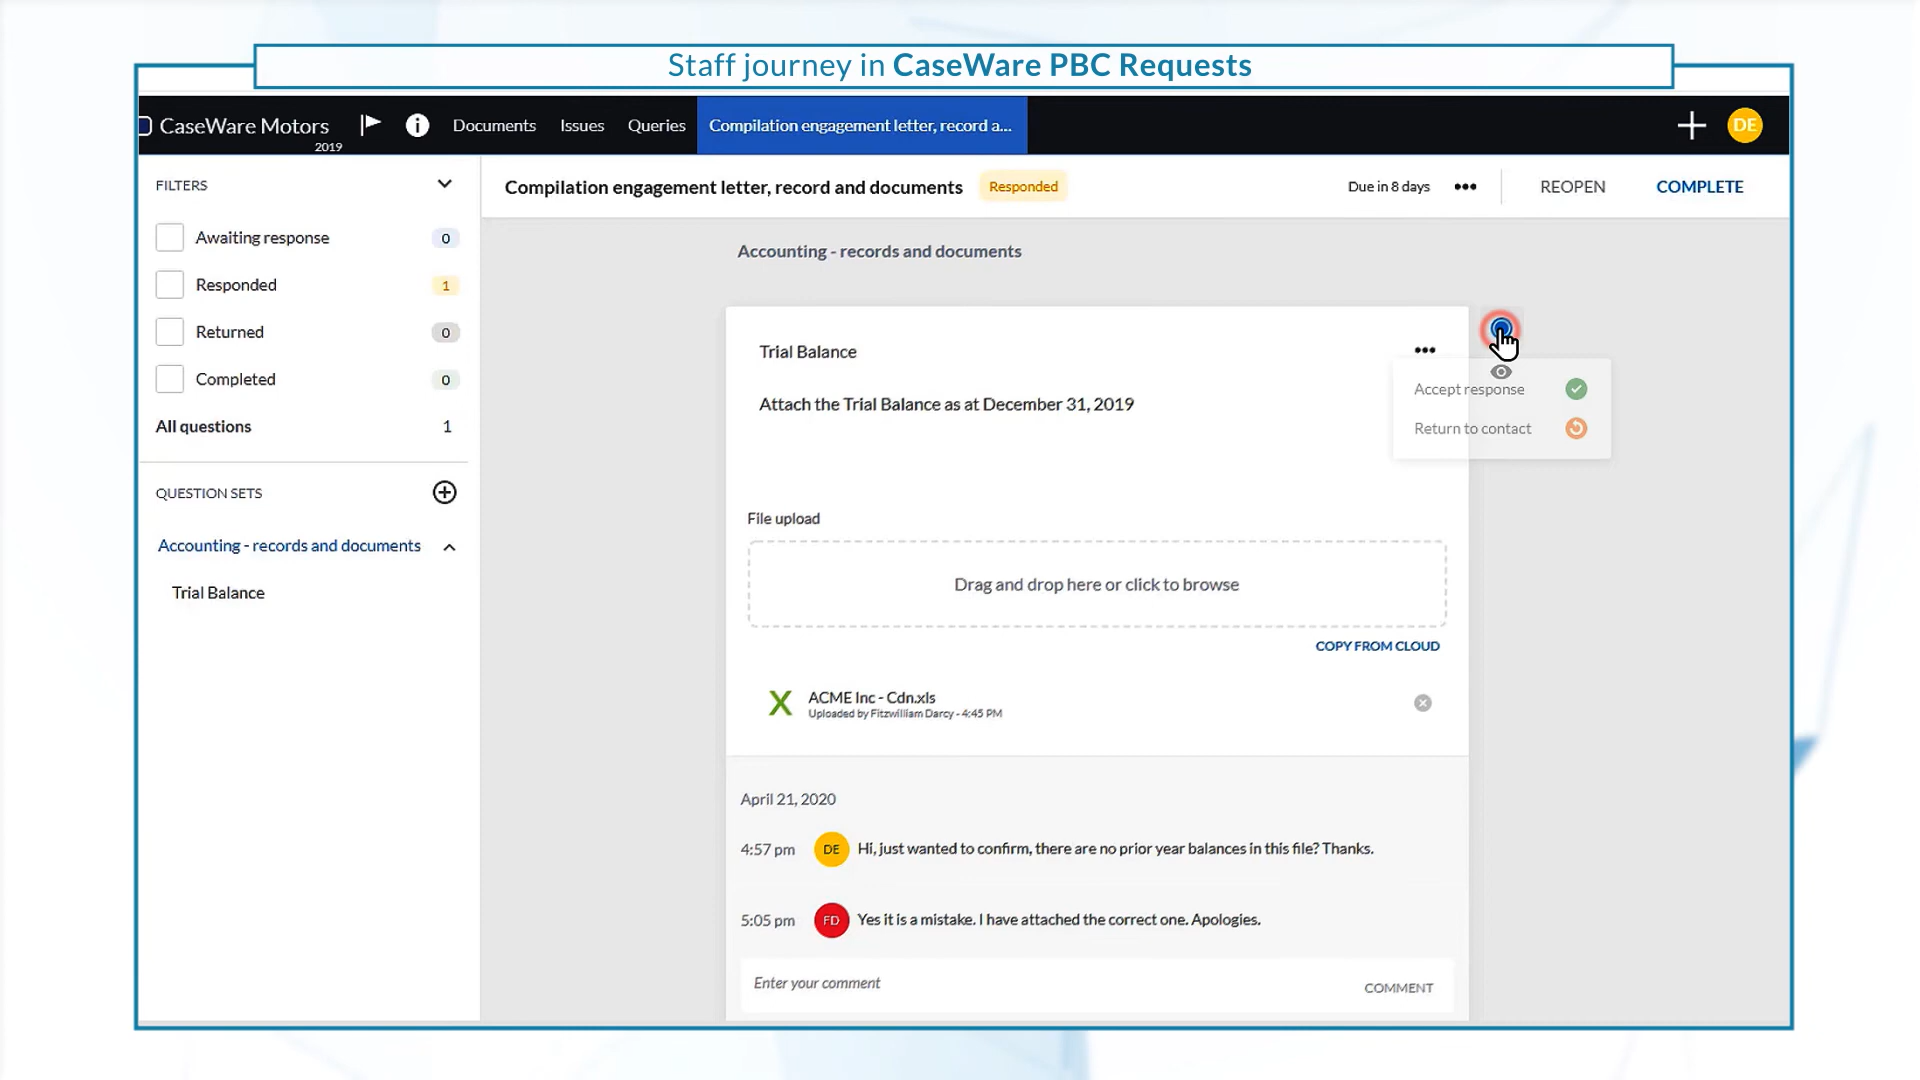 Staff journey in CaseWare PBC Requests
CaseWare Motors
2019
Documents
Issues
Queries
Compilation engagement letter, record a...
DE
FILTERS
Awaiting response 0
Responded 1
Returned 0
Completed 0
All questions 1
QUESTION SETS
Accounting - records and documents
Trial Balance
Compilation engagement letter, record and documents
Responded
Due in 8 days
REOPEN
COMPLETE
Accounting - records and documents
Trial Balance
Accept response
Return to contact
Attach the Trial Balance as at December 31, 2019
File upload
Drag and drop here or click to browse
COPY FROM CLOUD
ACME Inc - Cdn.xls
Uploaded by Fitzwilliam Darcy - 4:45 PM
April 21, 2020
4:57 pm DE Hi, just wanted to confirm, there are no prior year balances in this file? Thanks.
5:05 pm FD Yes it is a mistake. I have attached the correct one. Apologies.
Enter your comment
COMMENT